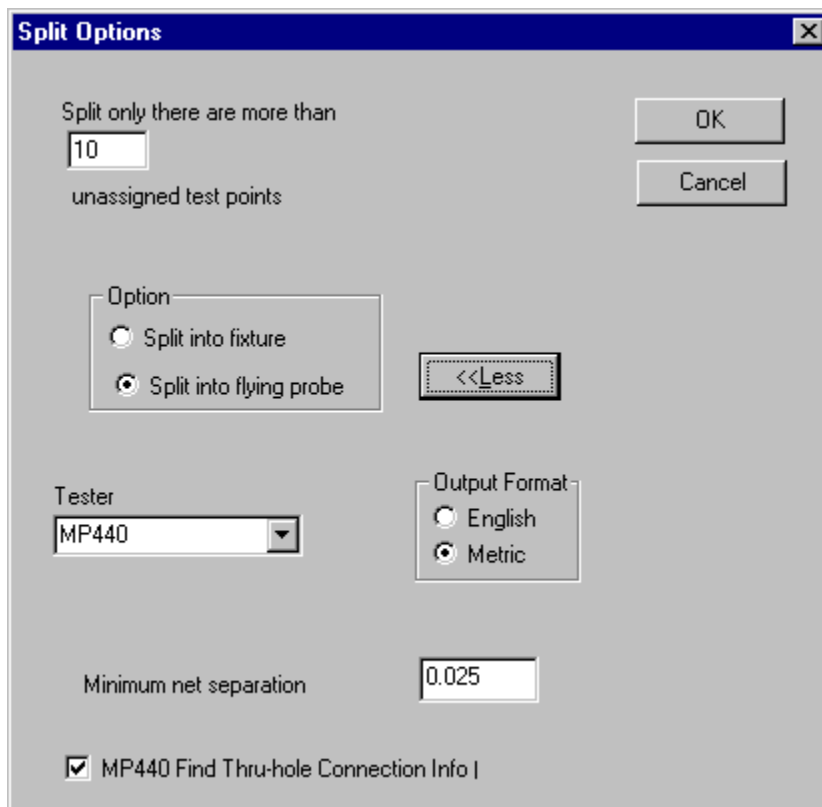 Split Options
Split only there are more than
10
unassigned test points
OK
Cancel
Option
Split into fixture
Split into flying probe
<<Less
Tester
MP440
Output Format
English
Metric
Minimum net separation
0.025
MP440 Find Thru-hole Connection Info